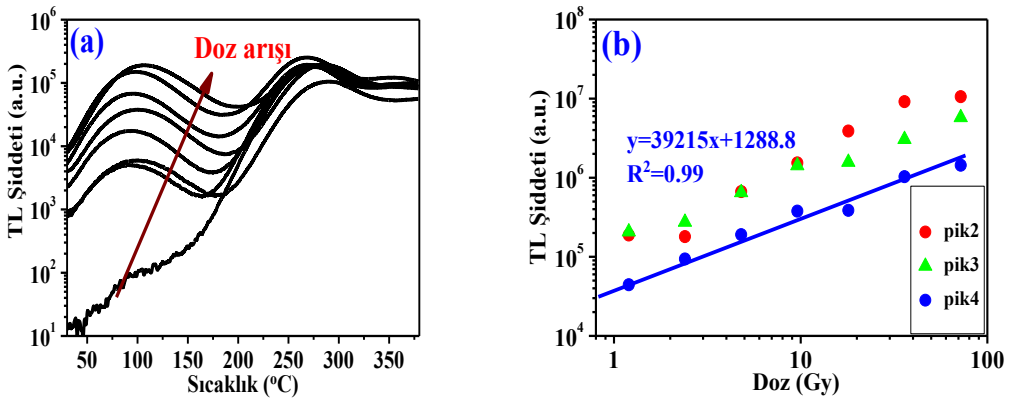 (a)
Doz arışı
TL Şiddeti (a.u.)
10⁶
10⁵
10⁴
10³
10²
10¹
50 100 150 200 250 300 350
Sıcaklık (ºC)
(b)
y=39215x+1288.8
R²=0.99
TL Şiddeti (a.u.)
10⁸
10⁷
10⁶
10⁵
10⁴
pik2
pik3
pik4
1 10 100
Doz (Gy)